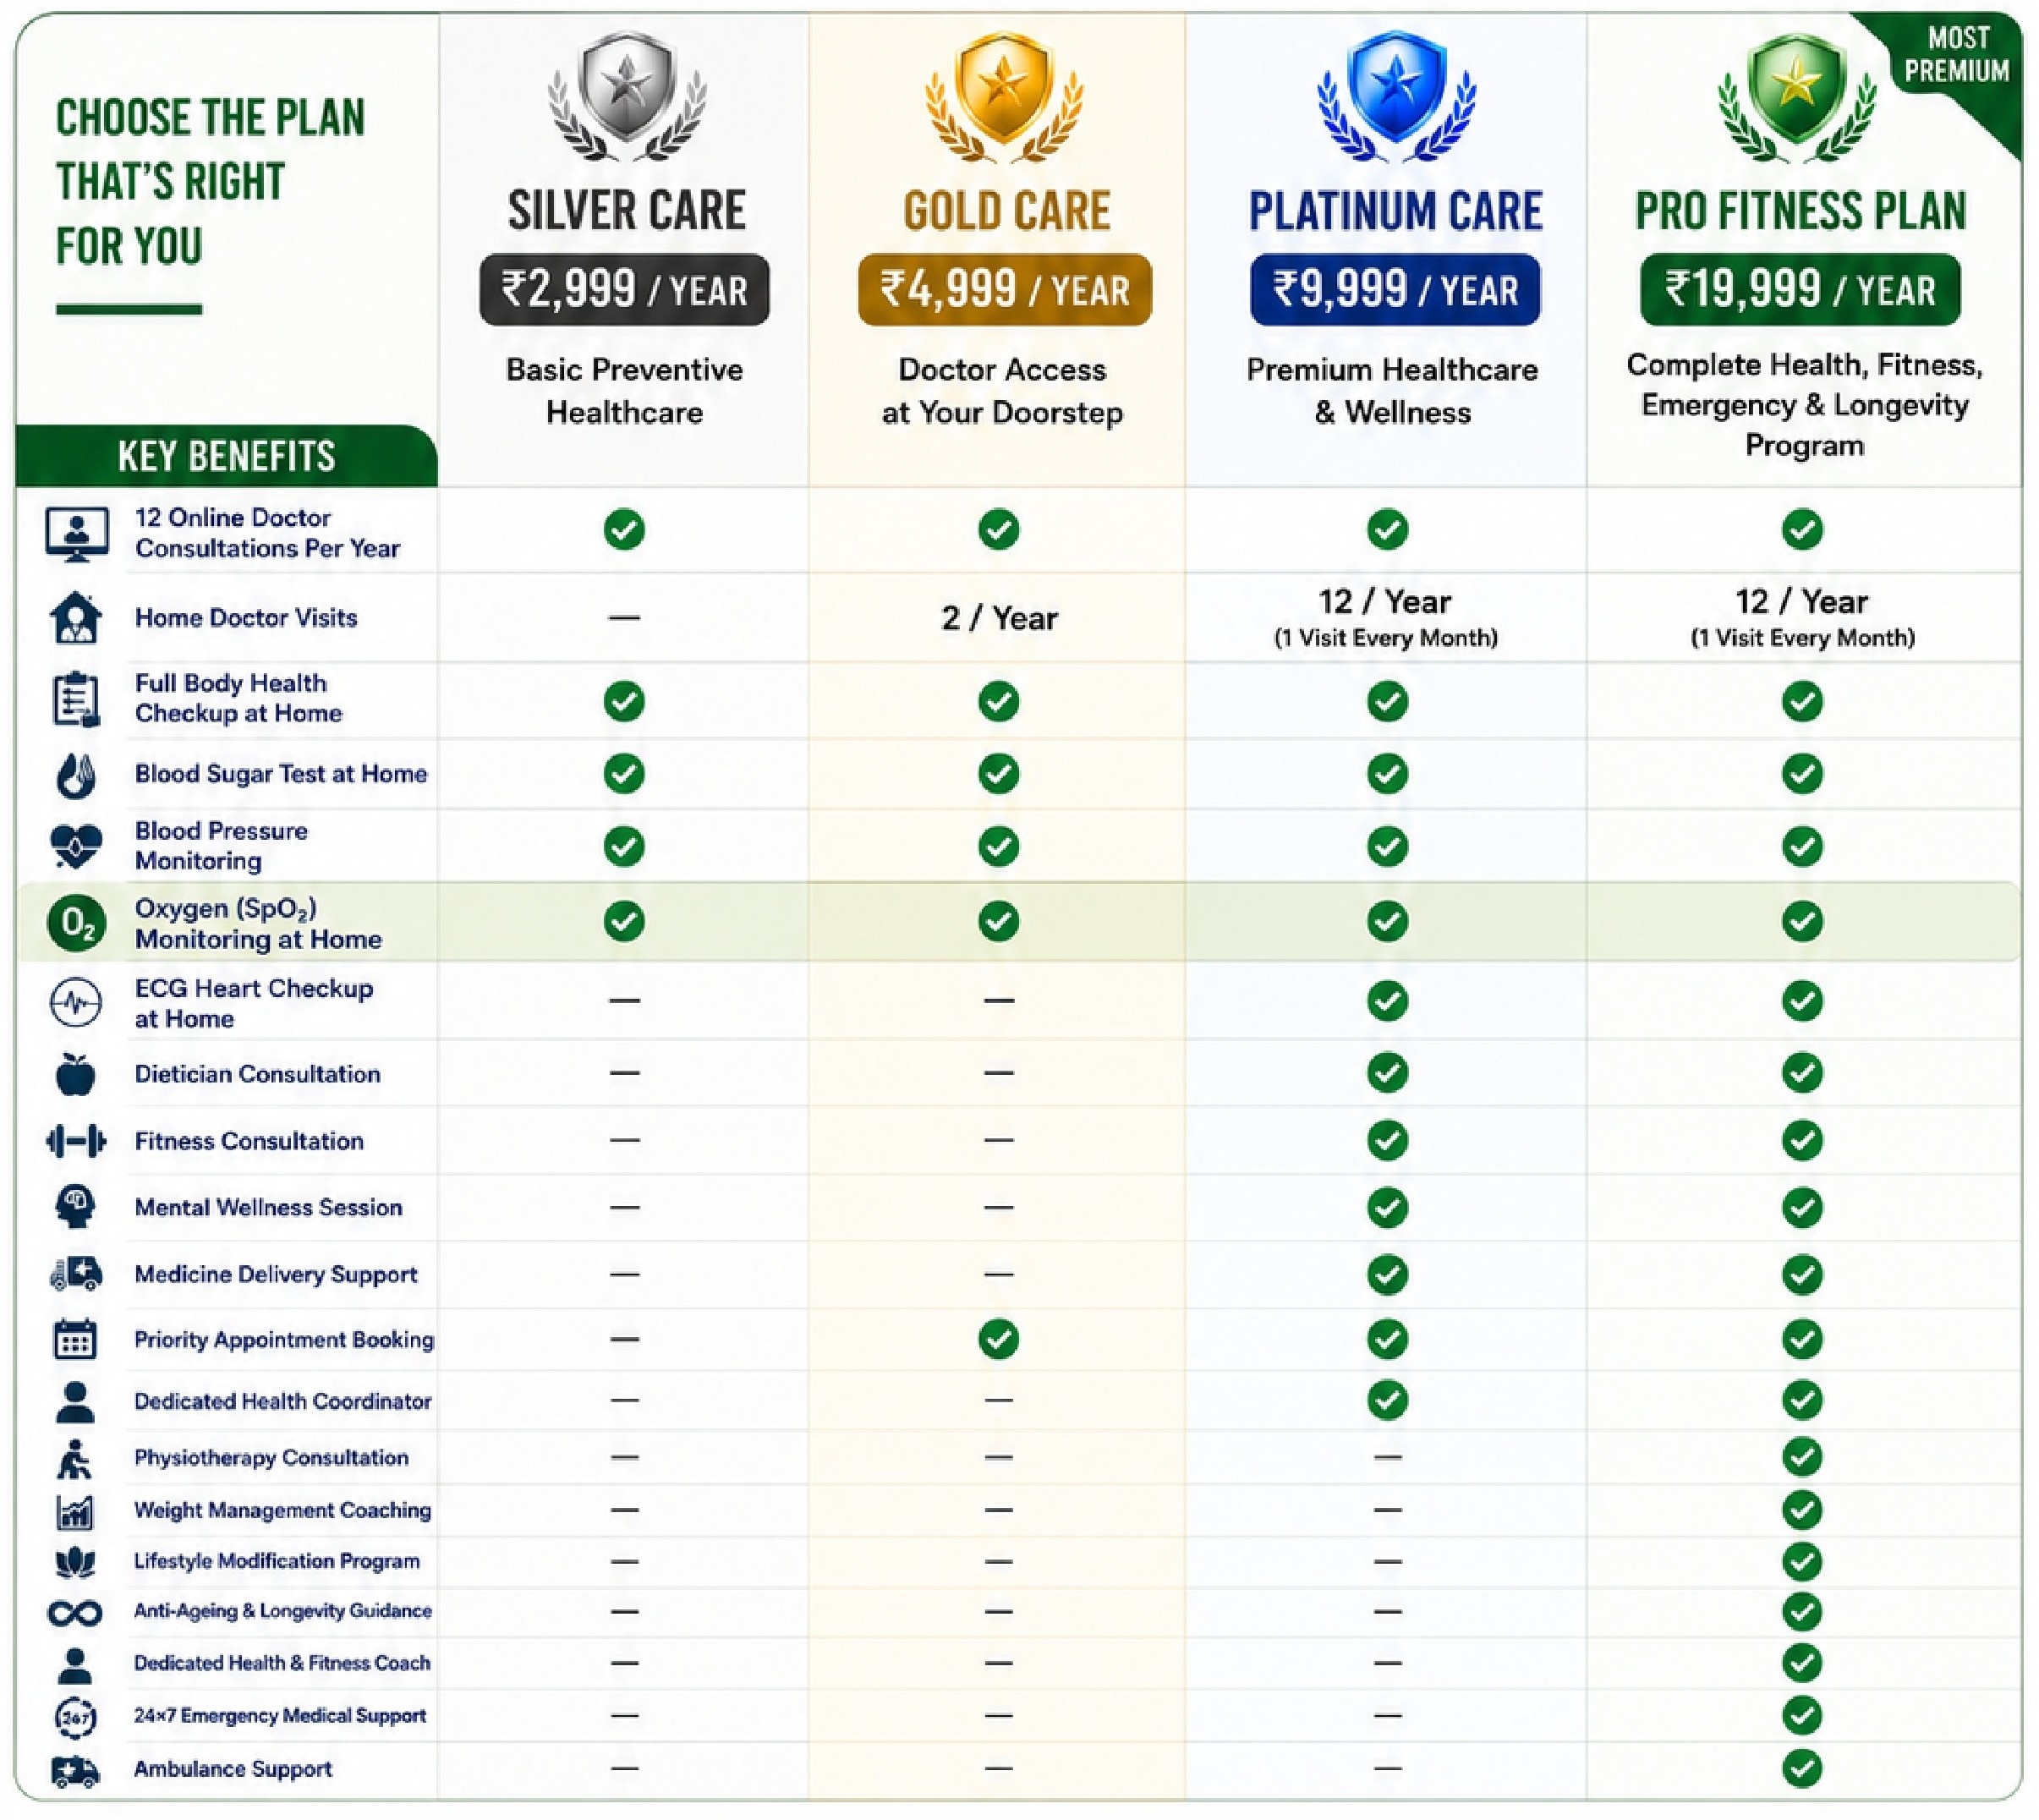 MOST
PREMIUM
CHOOSE THE PLAN
THAT'S RIGHT
FOR YOU
SILVER CARE
₹2,999 / YEAR
Basic Preventive
Healthcare
GOLD CARE
₹4,999 / YEAR
Doctor Access
at Your Doorstep
PLATINUM CARE
₹9,999 / YEAR
Premium Healthcare
& Wellness
PRO FITNESS PLAN
₹19,999 / YEAR
Complete Health, Fitness,
Emergency & Longevity
Program
KEY BENEFITS
12 Online Doctor
Consultations Per Year
Home Doctor Visits
—
2 / Year
12 / Year
(1 Visit Every Month)
12 / Year
(1 Visit Every Month)
Full Body Health
Checkup at Home
Blood Sugar Test at Home
Blood Pressure
Monitoring
O₂
Oxygen (SpO₂)
Monitoring at Home
ECG Heart Checkup
at Home
— —
Dietician Consultation — —
Fitness Consultation — —
Mental Wellness Session — —
Medicine Delivery Support — —
Priority Appointment Booking —
Dedicated Health Coordinator — —
Physiotherapy Consultation — — —
Weight Management Coaching — — —
Lifestyle Modification Program — — —
Anti-Ageing & Longevity Guidance — — —
Dedicated Health & Fitness Coach — — —
24×7 Emergency Medical Support — — —
Ambulance Support — — —